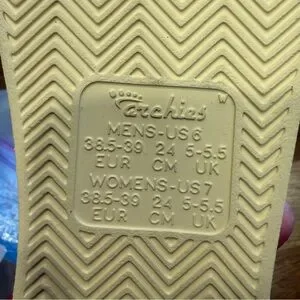 W
archies
MENS-US 6
38.5-39 24 5-5.5
EUR CM UK
WOMENS-US 7
38.5-39 24 5-5.5
EUR CM UK